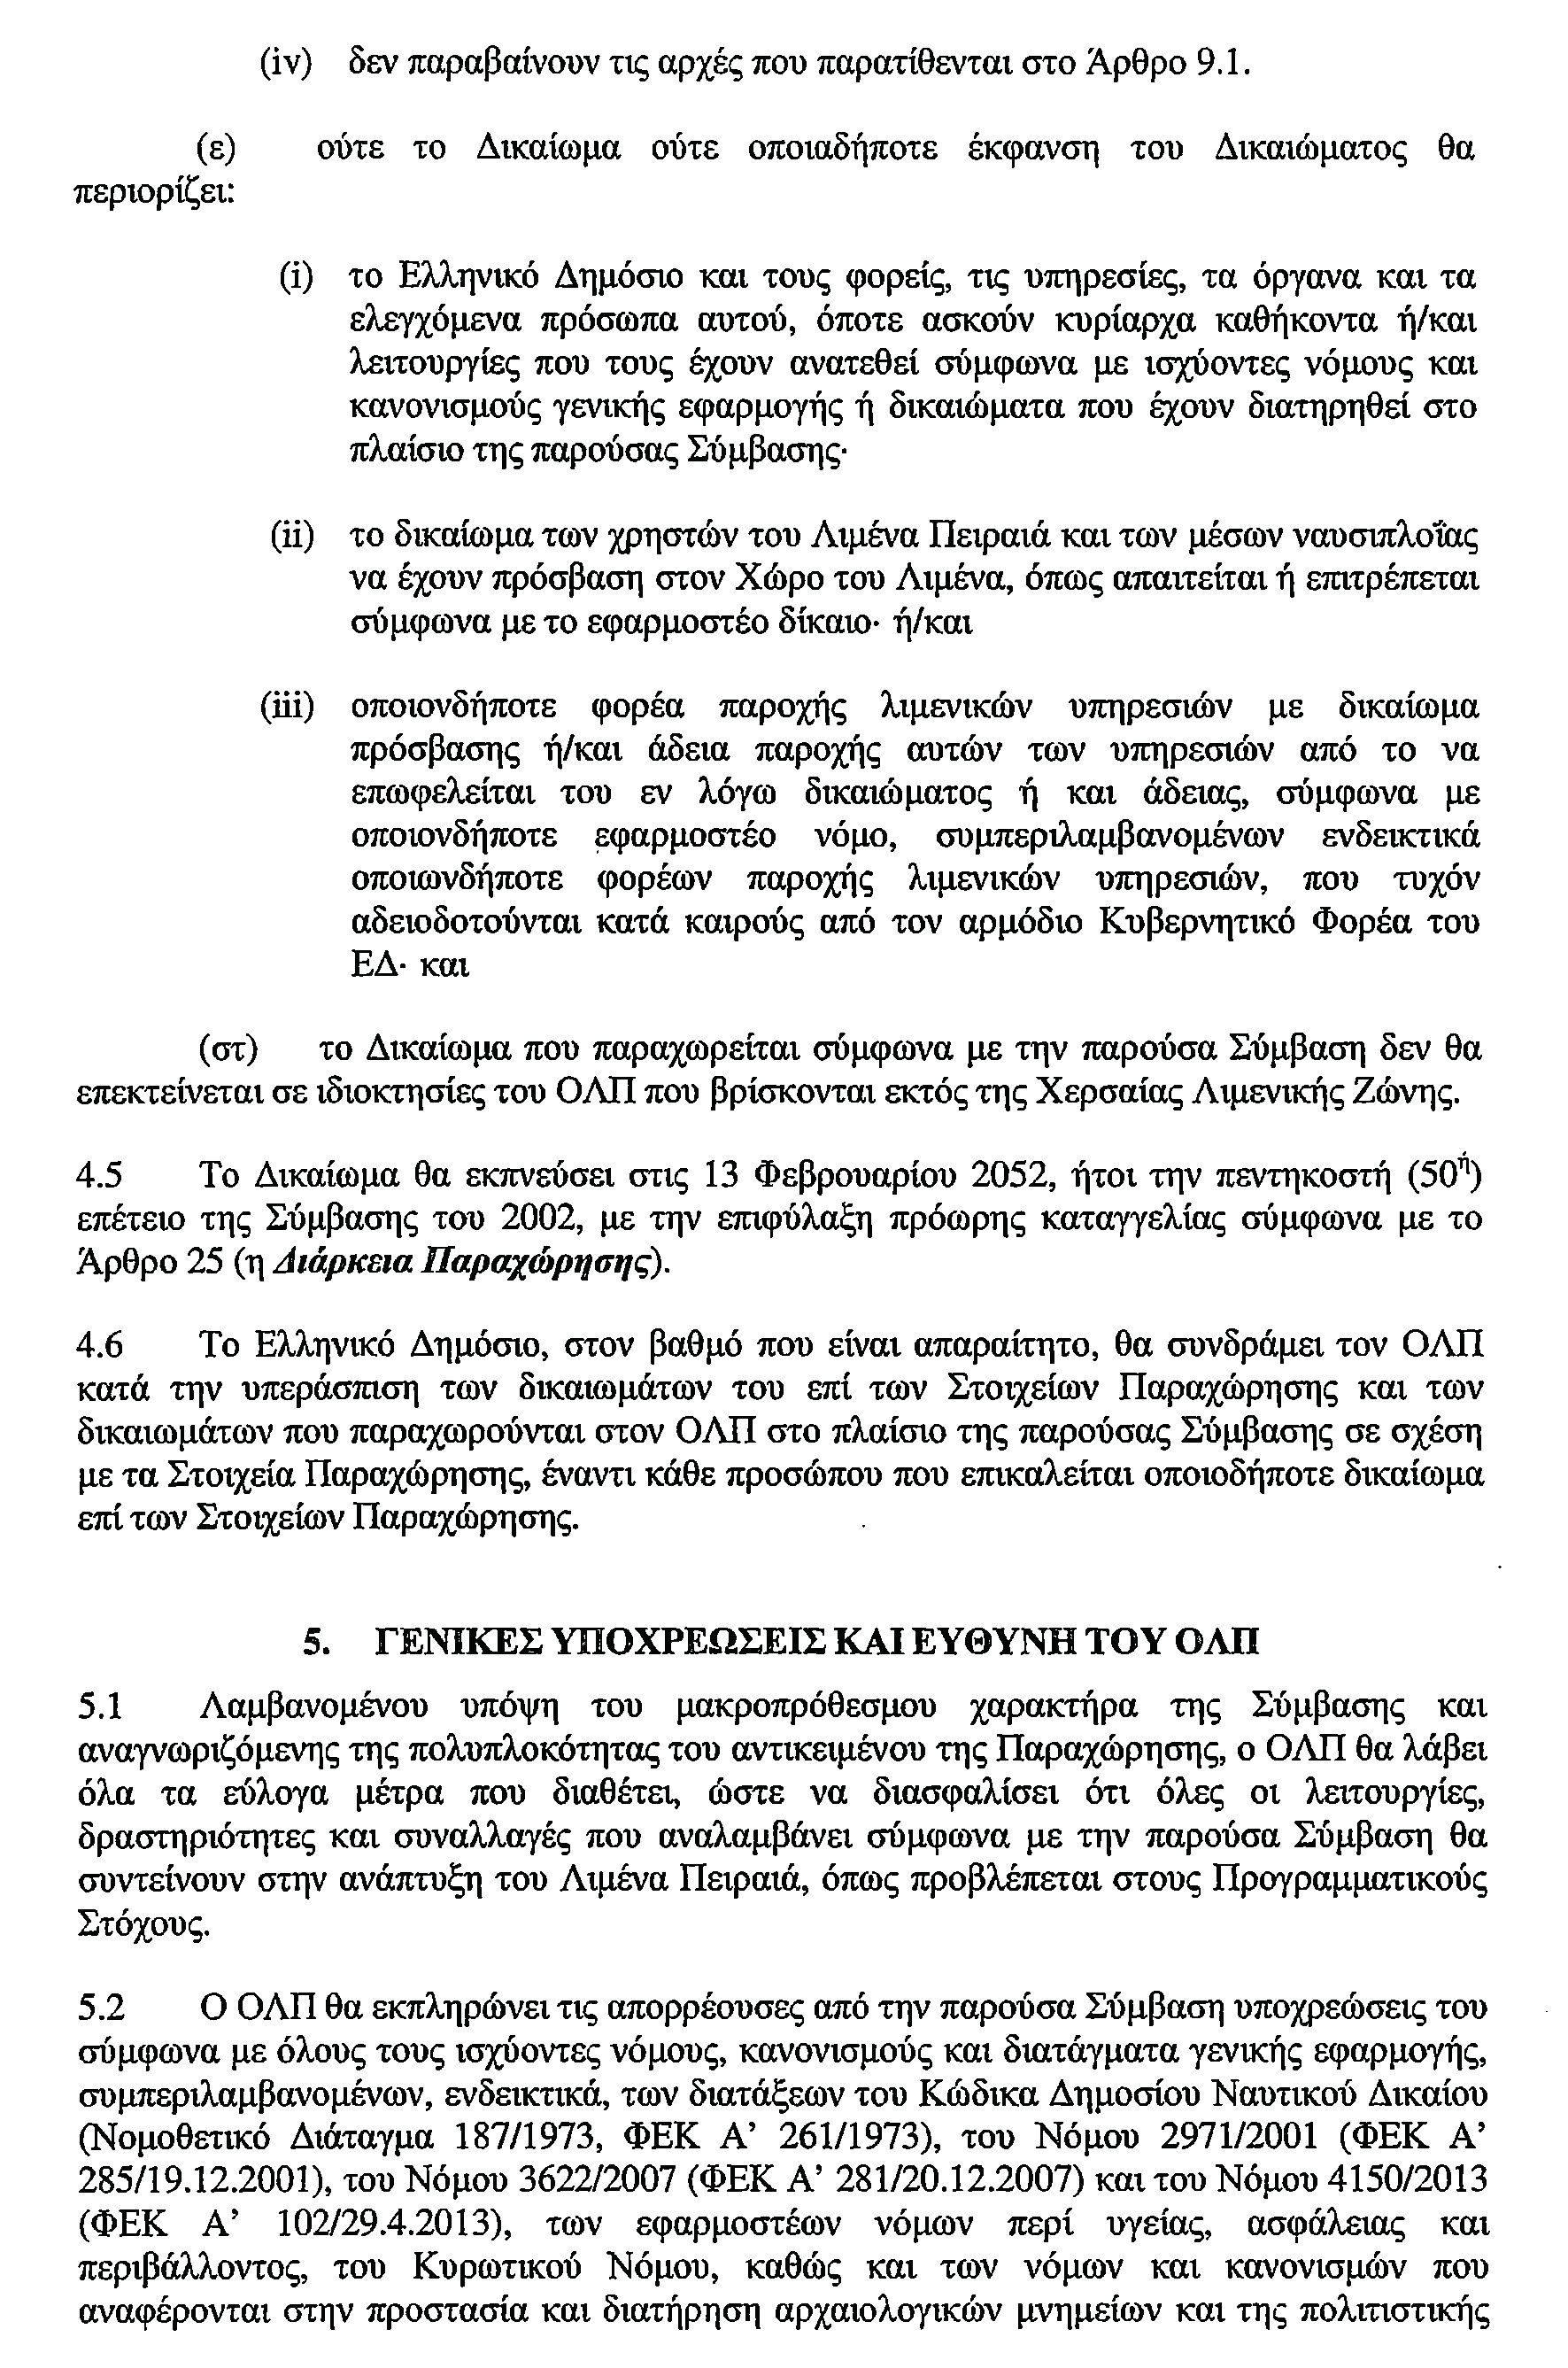 (iv) δεν παραβαίνουν τις αρχές που παρατίθενται στο Άρθρο 9.1.
(ε) ούτε το Δικαίωμα ούτε οποιαδήποτε έκφανση του Δικαιώματος θα
περιορίζει:
(i) το Ελληνικό Δημόσιο και τους φορείς, τις υπηρεσίες, τα όργανα και τα
ελεγχόμενα πρόσωπα αυτού, όποτε ασκούν κυρίαρχα καθήκοντα ή/και
λειτουργίες που τους έχουν ανατεθεί σύμφωνα με ισχύοντες νόμους και
κανονισμούς γενικής εφαρμογής ή δικαιώματα που έχουν διατηρηθεί στο
πλαίσιο της παρούσας Σύμβασης·
(ii) το δικαίωμα των χρηστών του Λιμένα Πειραιά και των μέσων ναυσιπλοΐας
να έχουν πρόσβαση στον Χώρο του Λιμένα, όπως απαιτείται ή επιτρέπεται
σύμφωνα με το εφαρμοστέο δίκαιο· ή/και
(iii) οποιονδήποτε φορέα παροχής λιμενικών υπηρεσιών με δικαίωμα
πρόσβασης ή/και άδεια παροχής αυτών των υπηρεσιών από το να
επωφελείται του εν λόγω δικαιώματος ή και άδειας, σύμφωνα με
οποιονδήποτε εφαρμοστέο νόμο, συμπεριλαμβανομένων ενδεικτικά
οποιωνδήποτε φορέων παροχής λιμενικών υπηρεσιών, που τυχόν
αδειοδοτούνται κατά καιρούς από τον αρμόδιο Κυβερνητικό Φορέα του
ΕΔ· και
(στ) το Δικαίωμα που παραχωρείται σύμφωνα με την παρούσα Σύμβαση δεν θα
επεκτείνεται σε ιδιοκτησίες του ΟΛΠ που βρίσκονται εκτός της Χερσαίας Λιμενικής Ζώνης.
4.5 Το Δικαίωμα θα εκπνεύσει στις 13 Φεβρουαρίου 2052, ήτοι την πεντηκοστή (50ή)
επέτειο της Σύμβασης του 2002, με την επιφύλαξη πρόωρης καταγγελίας σύμφωνα με το
Άρθρο 25 (η Διάρκεια Παραχώρησης).
4.6 Το Ελληνικό Δημόσιο, στον βαθμό που είναι απαραίτητο, θα συνδράμει τον ΟΛΠ
κατά την υπεράσπιση των δικαιωμάτων του επί των Στοιχείων Παραχώρησης και των
δικαιωμάτων που παραχωρούνται στον ΟΛΠ στο πλαίσιο της παρούσας Σύμβασης σε σχέση
με τα Στοιχεία Παραχώρησης, έναντι κάθε προσώπου που επικαλείται οποιοδήποτε δικαίωμα
επί των Στοιχείων Παραχώρησης.
5. ΓΕΝΙΚΕΣ ΥΠΟΧΡΕΩΣΕΙΣ ΚΑΙ ΕΥΘΥΝΗ ΤΟΥ ΟΛΠ
5.1 Λαμβανομένου υπόψη του μακροπρόθεσμου χαρακτήρα της Σύμβασης και
αναγνωριζόμενης της πολυπλοκότητας του αντικειμένου της Παραχώρησης, ο ΟΛΠ θα λάβει
όλα τα εύλογα μέτρα που διαθέτει, ώστε να διασφαλίσει ότι όλες οι λειτουργίες,
δραστηριότητες και συναλλαγές που αναλαμβάνει σύμφωνα με την παρούσα Σύμβαση θα
συντείνουν στην ανάπτυξη του Λιμένα Πειραιά, όπως προβλέπεται στους Προγραμματικούς
Στόχους.
5.2 Ο ΟΛΠ θα εκπληρώνει τις απορρέουσες από την παρούσα Σύμβαση υποχρεώσεις του
σύμφωνα με όλους τους ισχύοντες νόμους, κανονισμούς και διατάγματα γενικής εφαρμογής,
συμπεριλαμβανομένων, ενδεικτικά, των διατάξεων του Κώδικα Δημοσίου Ναυτικού Δικαίου
(Νομοθετικό Διάταγμα 187/1973, ΦΕΚ Α’ 261/1973), του Νόμου 2971/2001 (ΦΕΚ Α’
285/19.12.2001), του Νόμου 3622/2007 (ΦΕΚ Α’ 281/20.12.2007) και του Νόμου 4150/2013
(ΦΕΚ Α’ 102/29.4.2013), των εφαρμοστέων νόμων περί υγείας, ασφάλειας και
περιβάλλοντος, του Κυρωτικού Νόμου, καθώς και των νόμων και κανονισμών που
αναφέρονται στην προστασία και διατήρηση αρχαιολογικών μνημείων και της πολιτιστικής